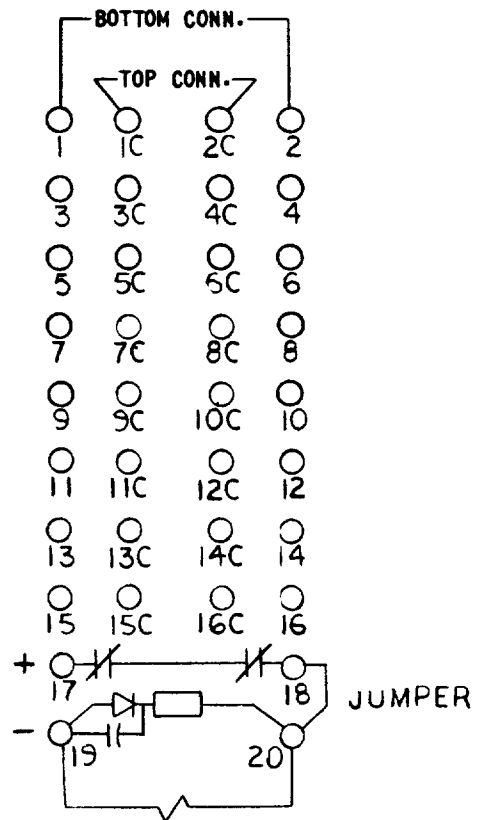 BOTTOM CONN.
TOP CONN.
1 1C 2C 2
3 3C 4C 4
5 5C 6C 6
7 7C 8C 8
9 9C 10C 10
11 11C 12C 12
13 13C 14C 14
15 15C 16C 16
+ 17 18 JUMPER
- 19 20